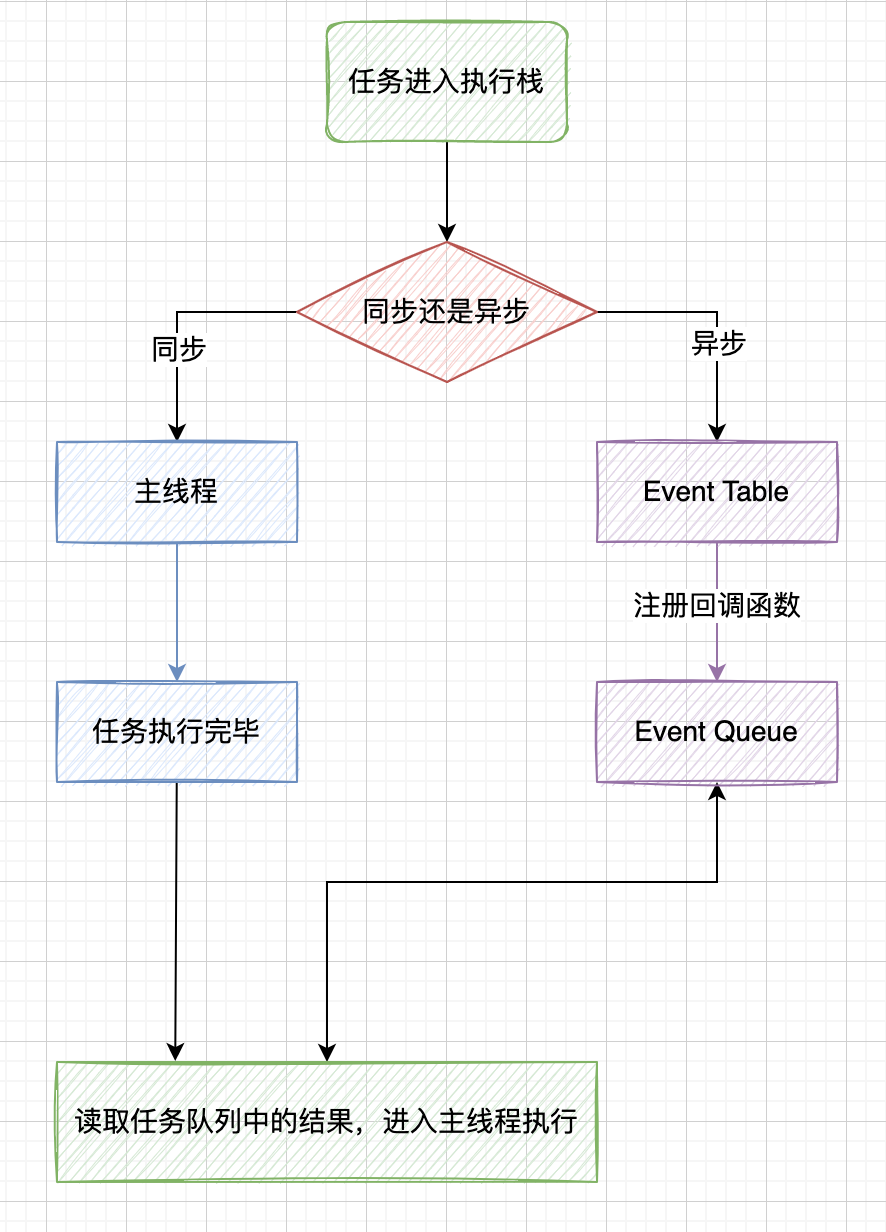 任务进入执行栈
同步还是异步
同步
异步
主线程
Event Table
注册回调函数
任务执行完毕
Event Queue
读取任务队列中的结果，进入主线程执行